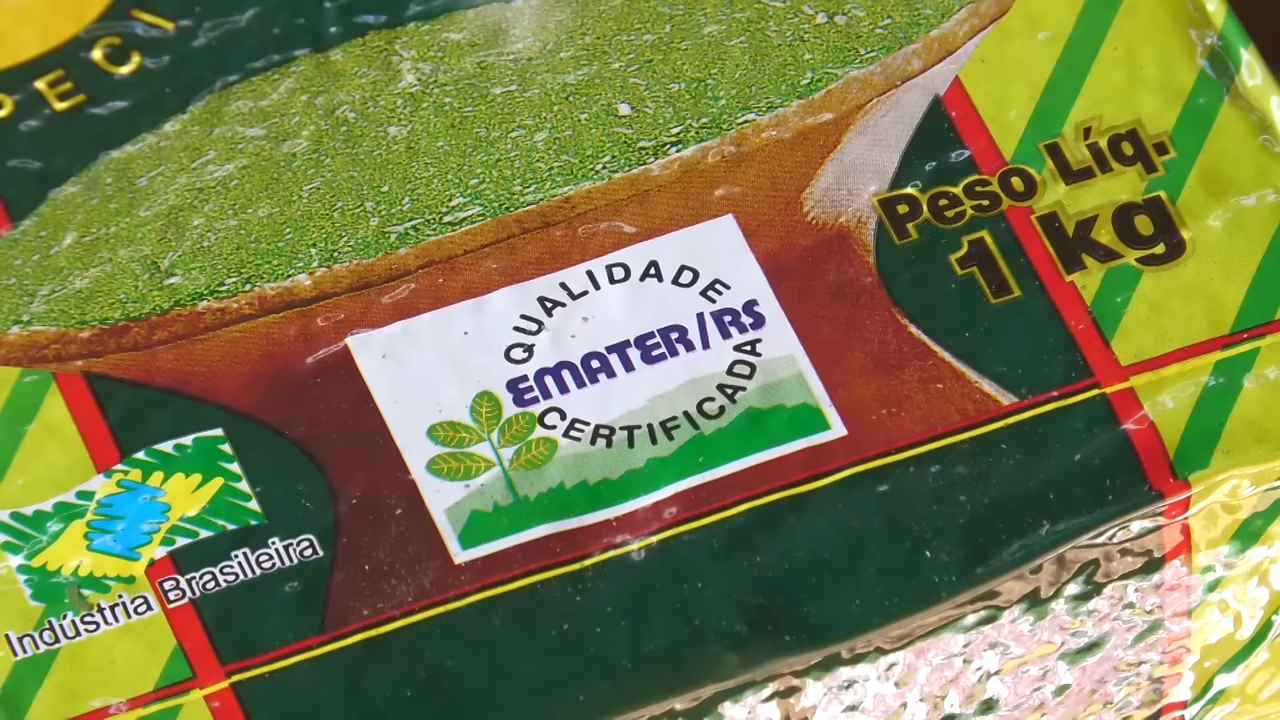 PECI
Peso Líq.
1 kg
QUALIDADE
EMATER/RS
CERTIFICADA
Indústria Brasileira